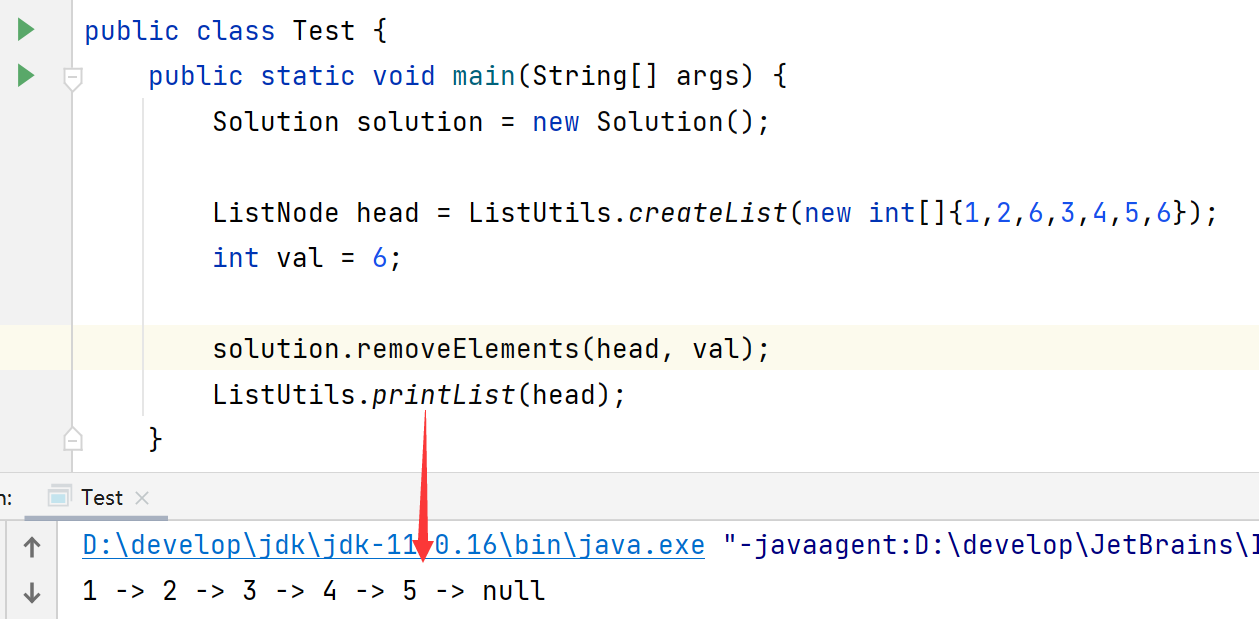 public class Test {
public static void main(String[] args) {
Solution solution = new Solution();
ListNode head = ListUtils.createList(new int[]{1,2,6,3,4,5,6});
int val = 6;
solution.removeElements(head, val);
ListUtils.printList(head);
}
n: Test
D:\develop\jdk\jdk-11.0.16\bin\java.exe "-javaagent:D:\develop\JetBrains\I
1 -> 2 -> 3 -> 4 -> 5 -> null